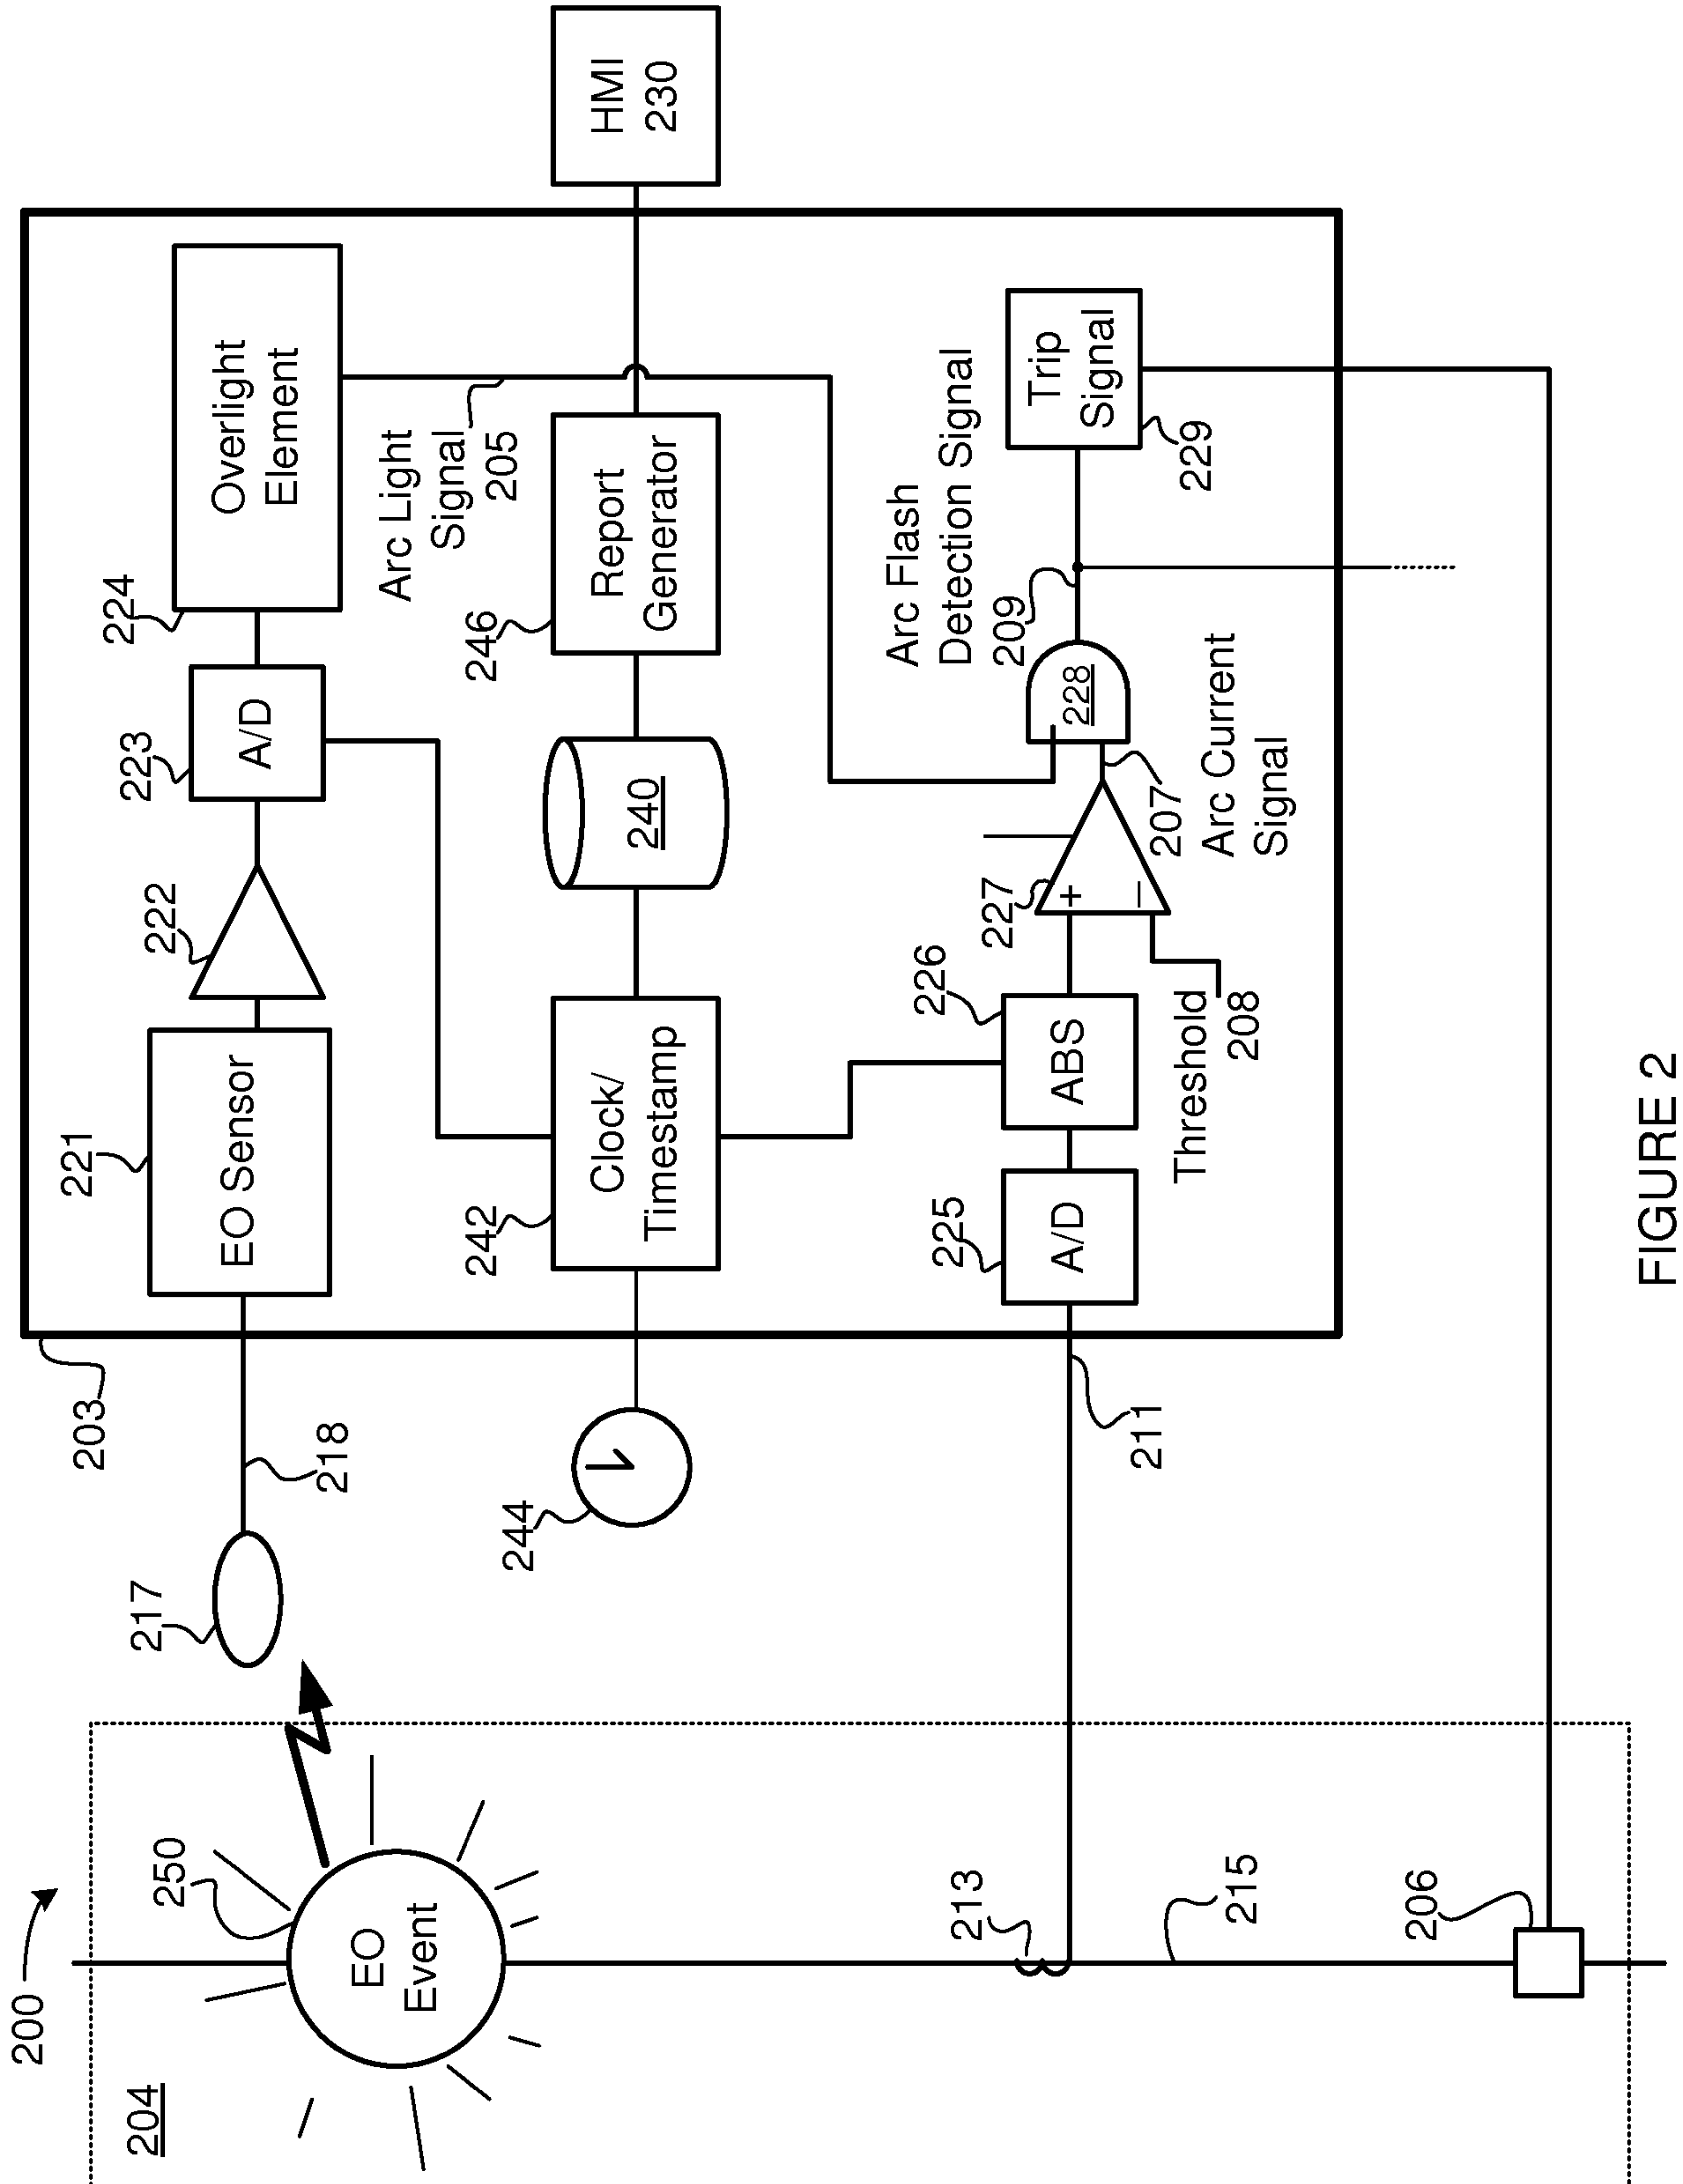 200
204
250
EO
Event
213
215
206
217
218
244
211
203
221
EO Sensor
222
223
A/D
224
Overlight
Element
Arc Light
Signal
205
242
Clock/
Timestamp
240
246
Report
Generator
HMI
230
225
A/D
226
ABS
Threshold
208
227
+
−
207
Arc Current
Signal
228
209
Arc Flash
Detection Signal
Trip
Signal
229
FIGURE 2